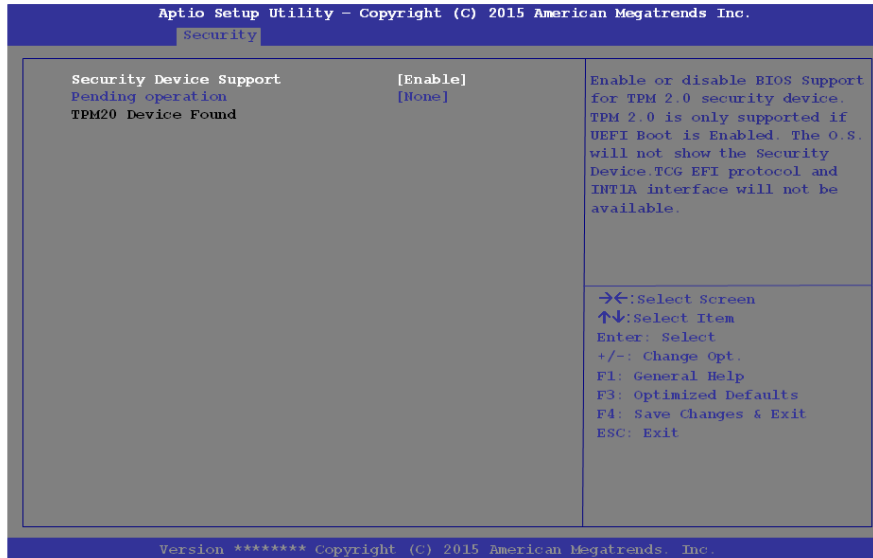 Aptio Setup Utility – Copyright (C) 2015 American Megatrends Inc.
Security
Security Device Support [Enable]
Pending operation [None]
TPM20 Device Found
Enable or disable BIOS Support
for TPM 2.0 security device.
TPM 2.0 is only supported if
UEFI Boot is Enabled. The O.S.
will not show the Security
Device.TCG EFI protocol and
INT1A interface will not be
available.
→←:Select Screen
↑↓:Select Item
Enter: Select
+/-: Change Opt.
F1: General Help
F3: Optimized Defaults
F4: Save Changes & Exit
ESC: Exit
Version ******** Copyright (C) 2015 American Megatrends. Inc.